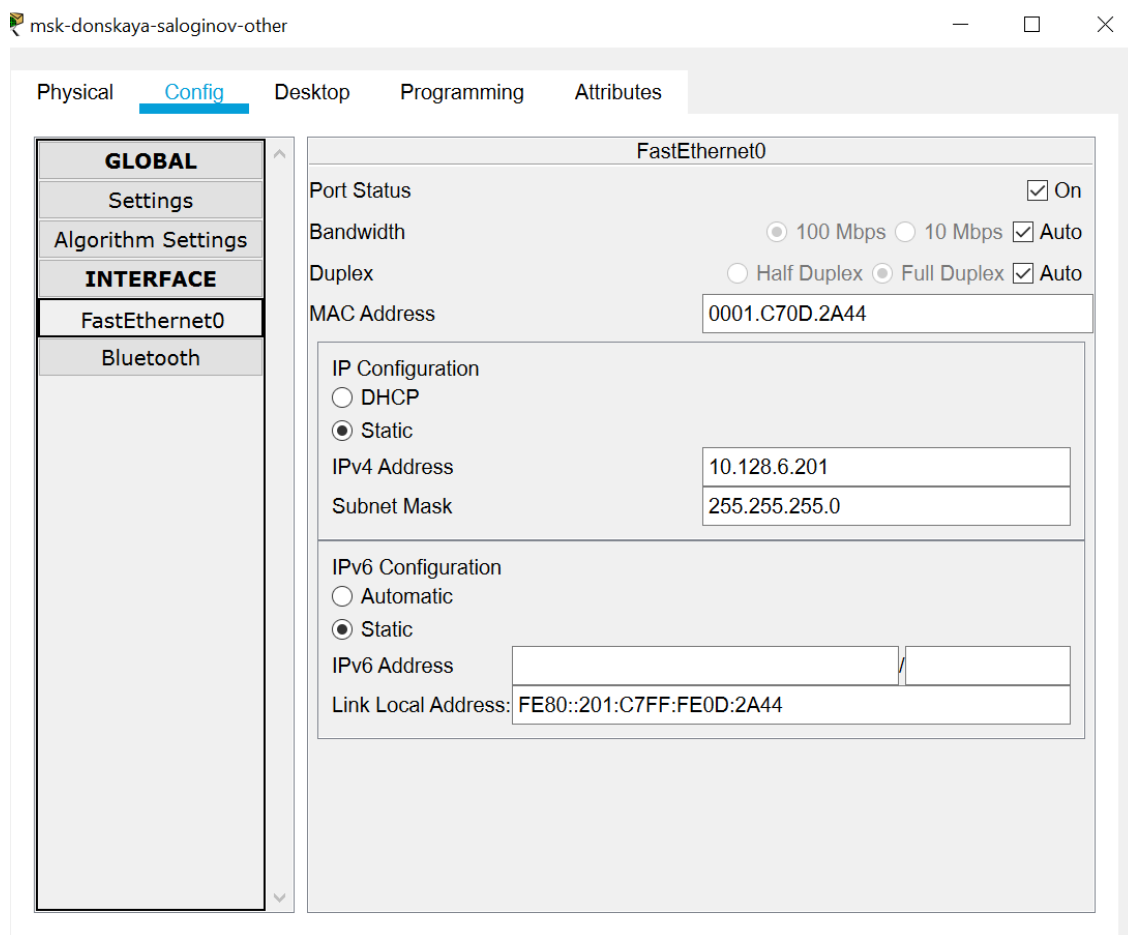 msk-donskaya-saloginov-other
Physical Config Desktop Programming Attributes
GLOBAL
Settings
Algorithm Settings
INTERFACE
FastEthernet0
Bluetooth
FastEthernet0
Port Status On
Bandwidth 100 Mbps 10 Mbps Auto
Duplex Half Duplex Full Duplex Auto
MAC Address 0001.C70D.2A44
IP Configuration
DHCP
Static
IPv4 Address 10.128.6.201
Subnet Mask 255.255.255.0
IPv6 Configuration
Automatic
Static
IPv6 Address /
Link Local Address: FE80::201:C7FF:FE0D:2A44